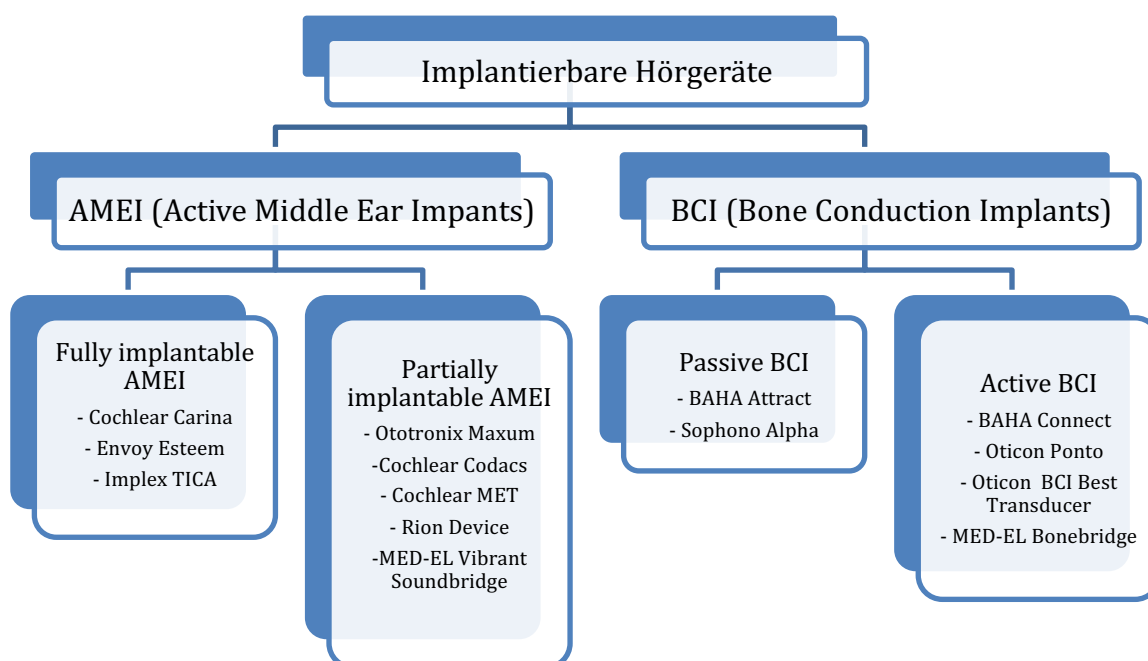 Implantierbare Hörgeräte
AMEI (Active Middle Ear Impants)
BCI (Bone Conduction Implants)
Fully implantable
AMEI
- Cochlear Carina
- Envoy Esteem
- Implex TICA
Partially
implantable AMEI
- Ototronix Maxum
-Cochlear Codacs
- Cochlear MET
- Rion Device
-MED-EL Vibrant
Soundbridge
Passive BCI
- BAHA Attract
- Sophono Alpha
Active BCI
- BAHA Connect
- Oticon Ponto
- Oticon  BCI Best
Transducer
- MED-EL Bonebridge